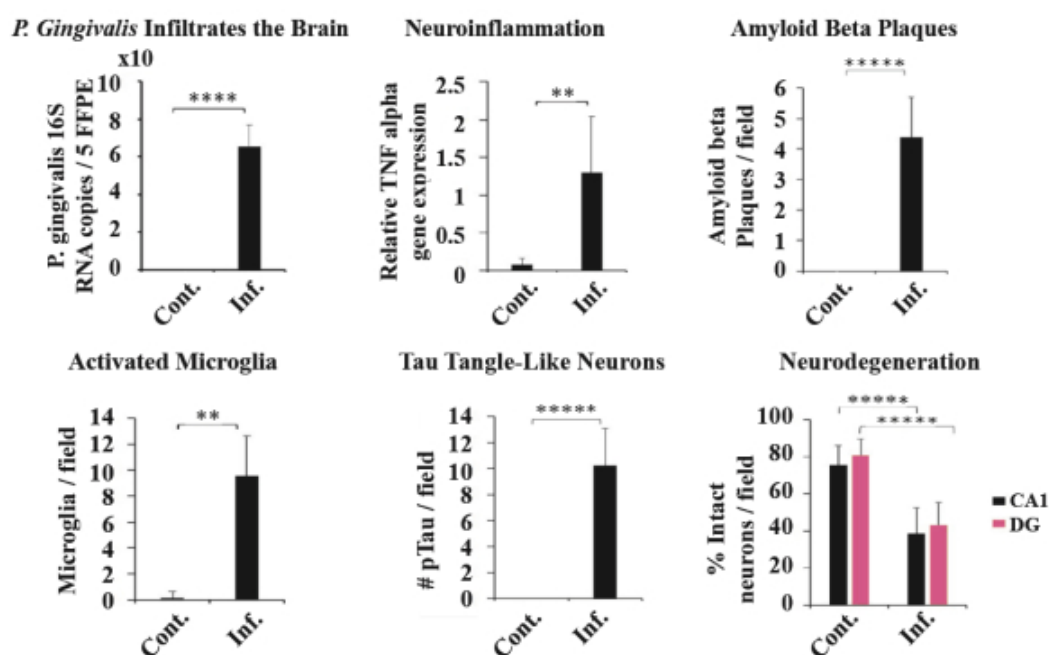 P. Gingivalis Infiltrates the Brain
x10
P. gingivalis 16S
RNA copies / 5 FFPE
10
8
6
4
2
0
****
Cont.
Inf.
Neuroinflammation
Relative TNF alpha
gene expression
2.5
2
1.5
1
0.5
0
**
Cont.
Inf.
Amyloid Beta Plaques
Amyloid beta
Plaques / field
6
5
4
3
2
1
0
*****
Cont.
Inf.
Activated Microglia
Microglia / field
14
12
10
8
6
4
2
0
**
Cont.
Inf.
Tau Tangle-Like Neurons
# pTau / field
14
12
10
8
6
4
2
0
*****
Cont.
Inf.
Neurodegeneration
% Intact
neurons / field
100
80
60
40
20
0
*****
*****
Cont.
Inf.
CA1
DG